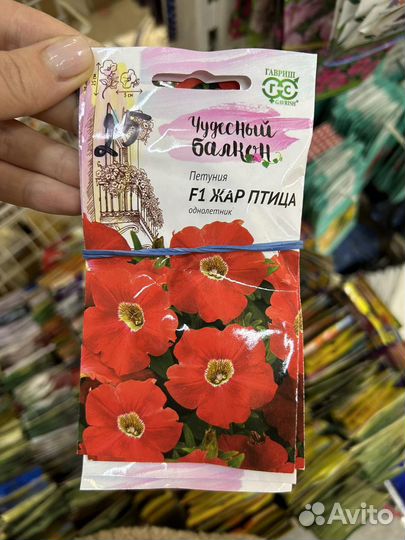 ГАВРИШ
GAVRISH
Чудесный
балкон
Петуния
F1 ЖАР ПТИЦА
однолетник
Avito